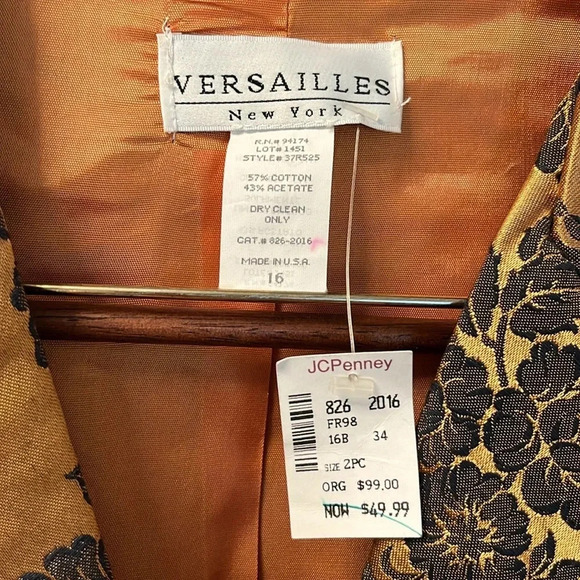 VERSAILLES
New York
R.N.# 94174
LOT# 1451
STYLE# 37R525
57% COTTON
43% ACETATE
DRY CLEAN
ONLY
CAT.# 826-2016
MADE IN U.S.A.
16
JCPenney
826 2016
FR98
16B 34
SIZE 2PC
ORG $99.00
NOW $49.99